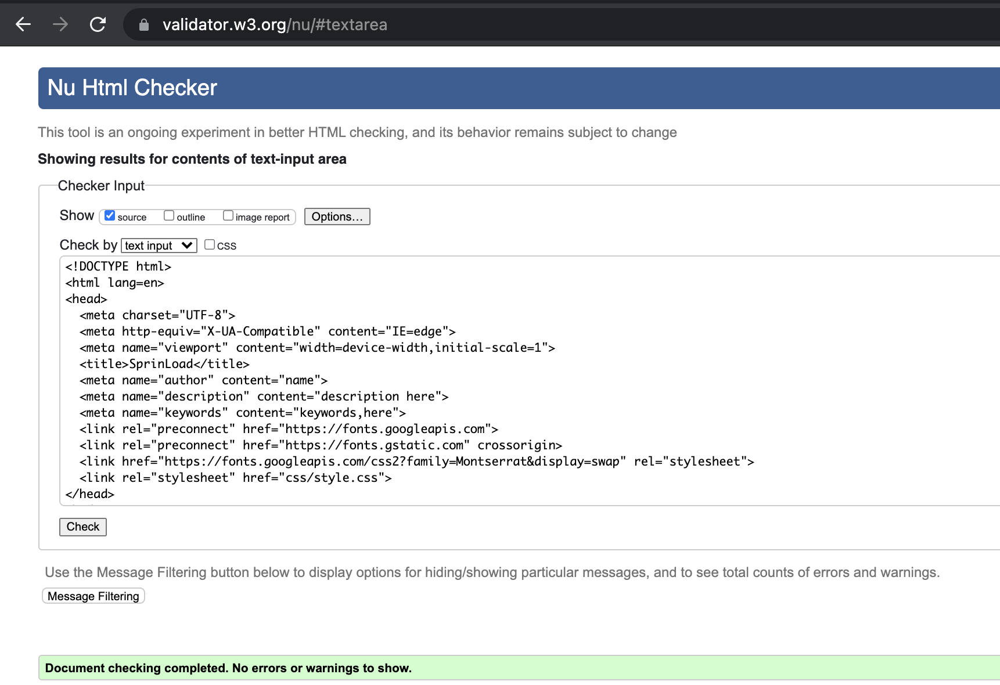 validator.w3.org/nu/#textarea
Nu Html Checker
This tool is an ongoing experiment in better HTML checking, and its behavior remains subject to change
Showing results for contents of text-input area
Checker Input
Show source outline image report Options...
Check by text input css
<!DOCTYPE html>
<html lang=en>
<head>
  <meta charset="UTF-8">
  <meta http-equiv="X-UA-Compatible" content="IE=edge">
  <meta name="viewport" content="width=device-width,initial-scale=1">
  <title>SprinLoad</title>
  <meta name="author" content="name">
  <meta name="description" content="description here">
  <meta name="keywords" content="keywords,here">
  <link rel="preconnect" href="https://fonts.googleapis.com">
  <link rel="preconnect" href="https://fonts.gstatic.com" crossorigin>
  <link href="https://fonts.googleapis.com/css2?family=Montserrat&display=swap" rel="stylesheet">
  <link rel="stylesheet" href="css/style.css">
</head>
Check
Use the Message Filtering button below to display options for hiding/showing particular messages, and to see total counts of errors and warnings.
Message Filtering
Document checking completed. No errors or warnings to show.